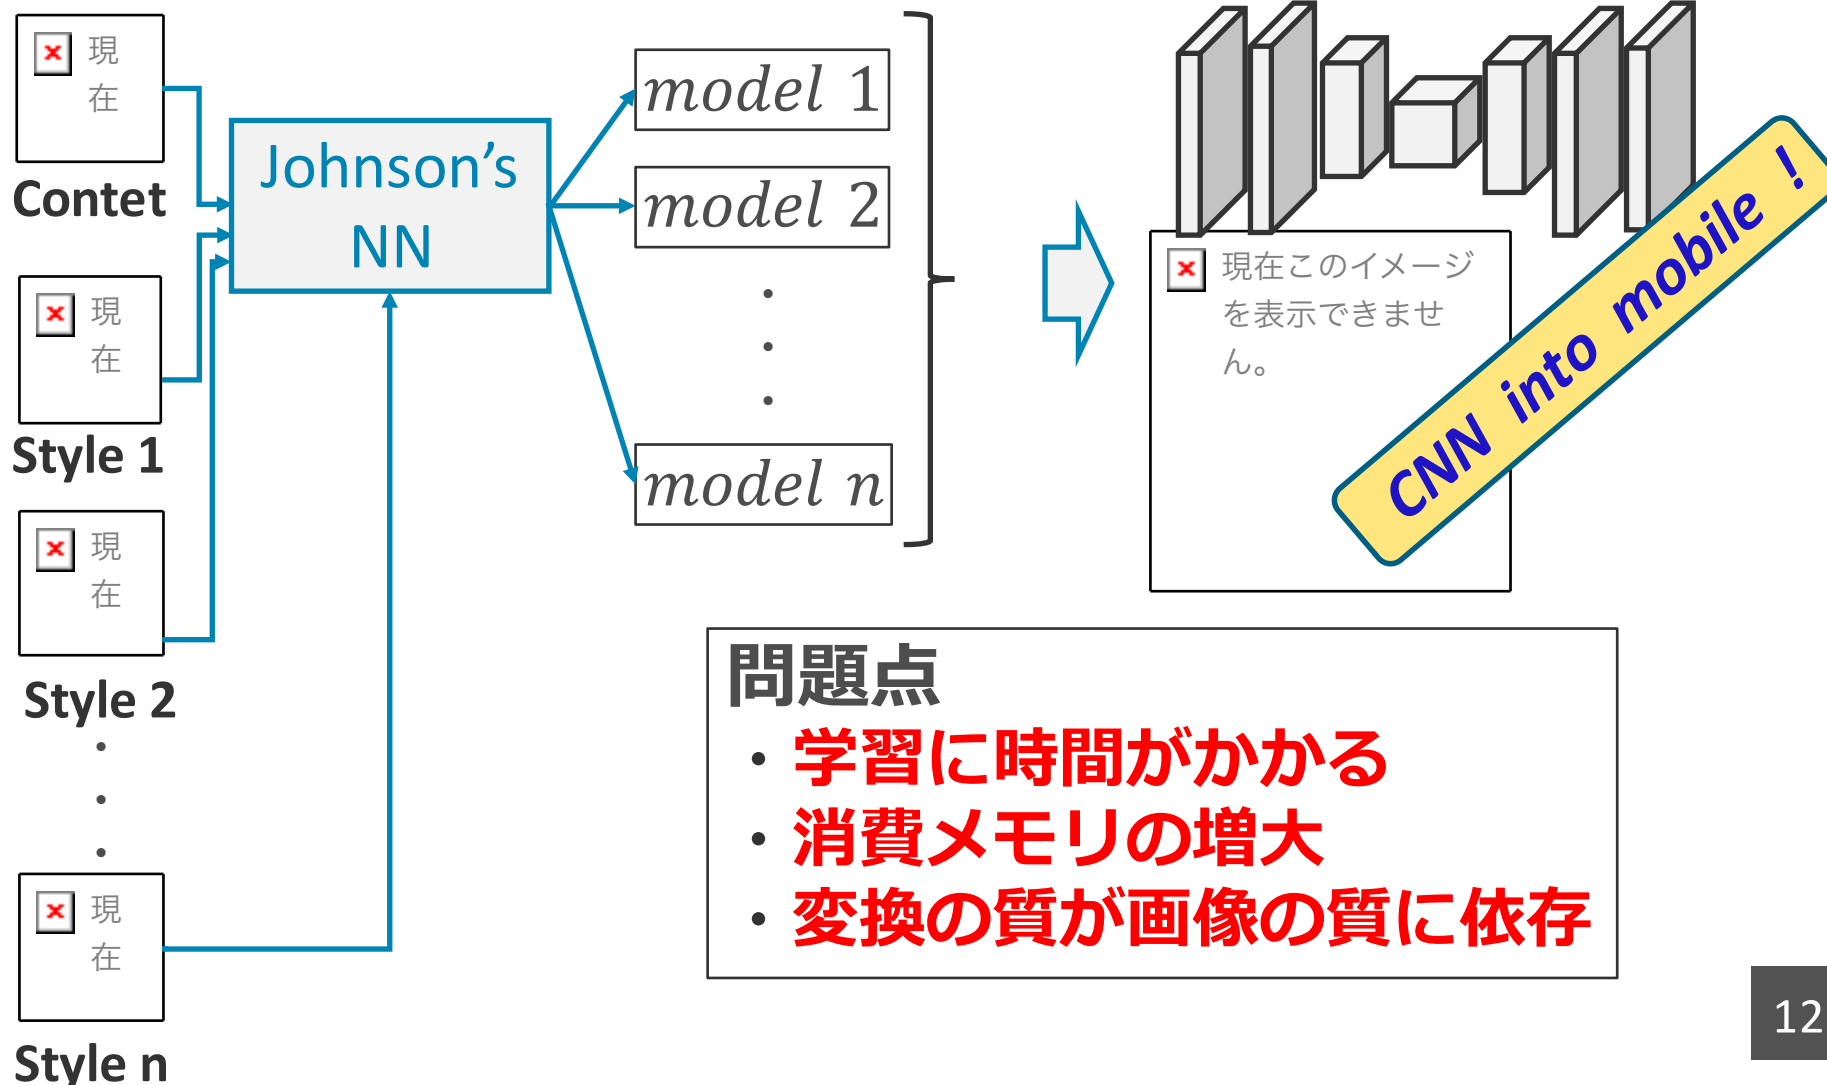 現
在
Contet
現
在
Style 1
現
在
Style 2
現
在
Style n
Johnson's
NN
model 1
model 2
model n
現在このイメージ
を表示できませ
ん。
CNN into mobile !
問題点
・学習に時間がかかる
・消費メモリの増大
・変換の質が画像の質に依存
12